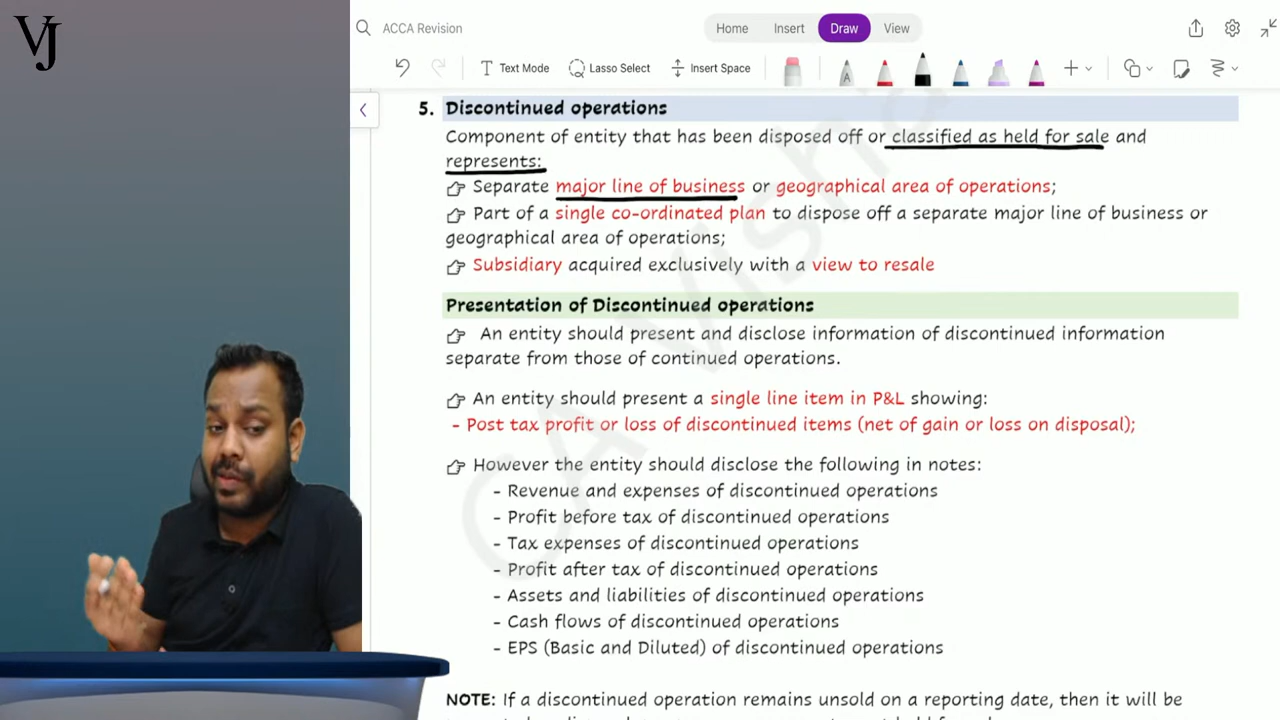 VJ
ACCA Revision
Home Insert Draw View
Text Mode Lasso Select Insert Space
5. Discontinued operations
Component of entity that has been disposed off or classified as held for sale and
represents:
Separate major line of business or geographical area of operations;
Part of a single co-ordinated plan to dispose off a separate major line of business or
geographical area of operations;
Subsidiary acquired exclusively with a view to resale
Presentation of Discontinued operations
An entity should present and disclose information of discontinued information
separate from those of continued operations.
An entity should present a single line item in P&L showing:
- Post tax profit or loss of discontinued items (net of gain or loss on disposal);
However the entity should disclose the following in notes:
- Revenue and expenses of discontinued operations
- Profit before tax of discontinued operations
- Tax expenses of discontinued operations
- Profit after tax of discontinued operations
- Assets and liabilities of discontinued operations
- Cash flows of discontinued operations
- EPS (Basic and Diluted) of discontinued operations
NOTE: If a discontinued operation remains unsold on a reporting date, then it will be
CA Visha